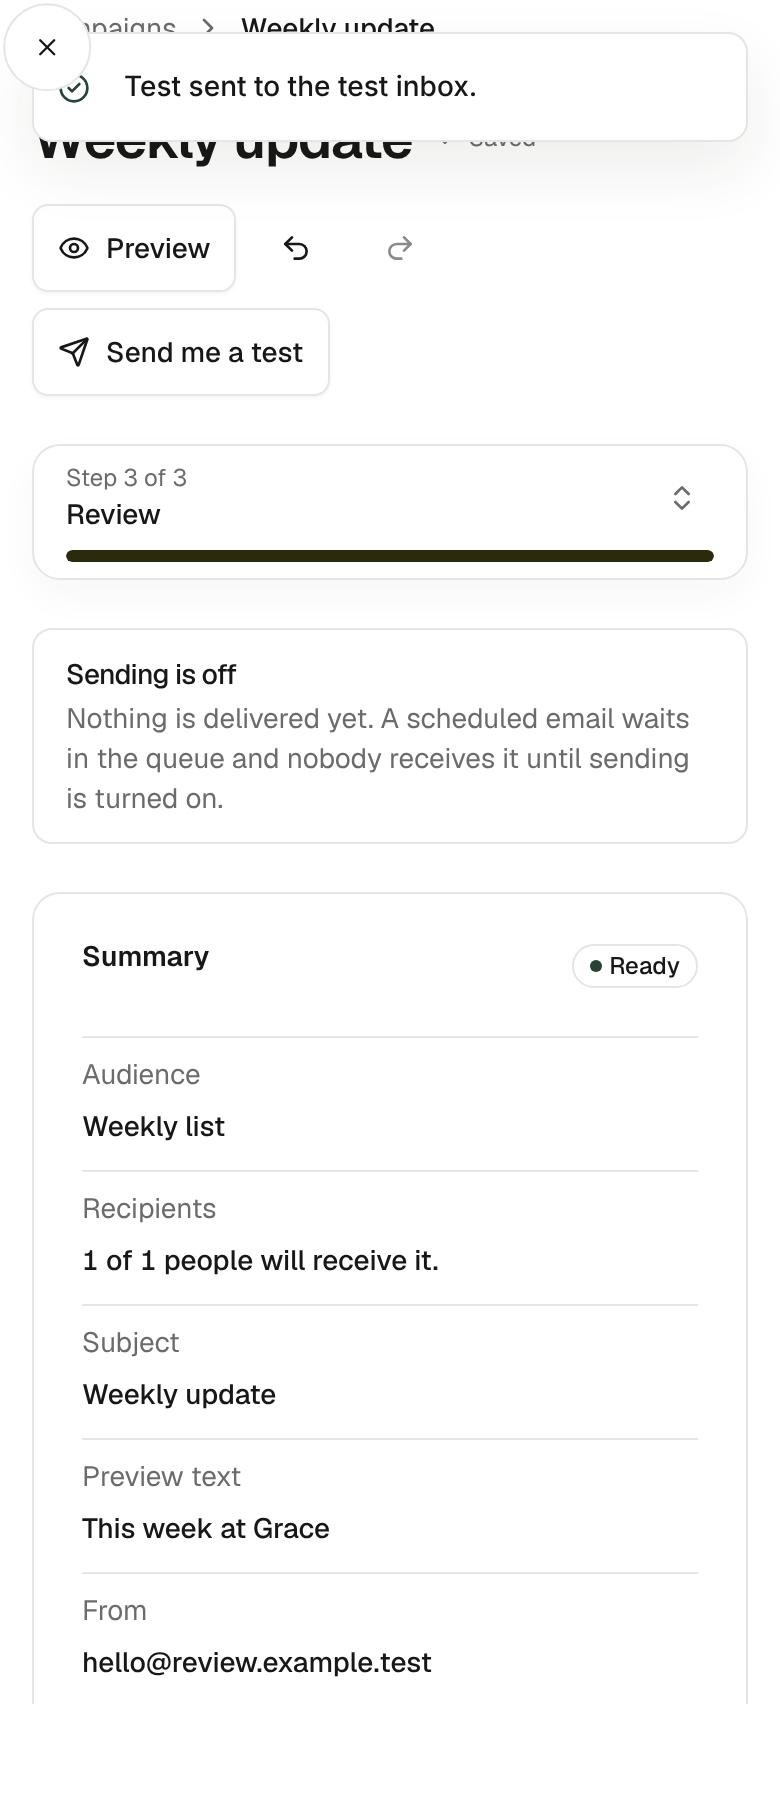 Weekly update
Test sent to the test inbox.
Weekly update Saved
Preview
Send me a test
Step 3 of 3
Review
Sending is off
Nothing is delivered yet. A scheduled email waits
in the queue and nobody receives it until sending
is turned on.
Summary
Ready
Audience
Weekly list
Recipients
1 of 1 people will receive it.
Subject
Weekly update
Preview text
This week at Grace
From
hello@review.example.test